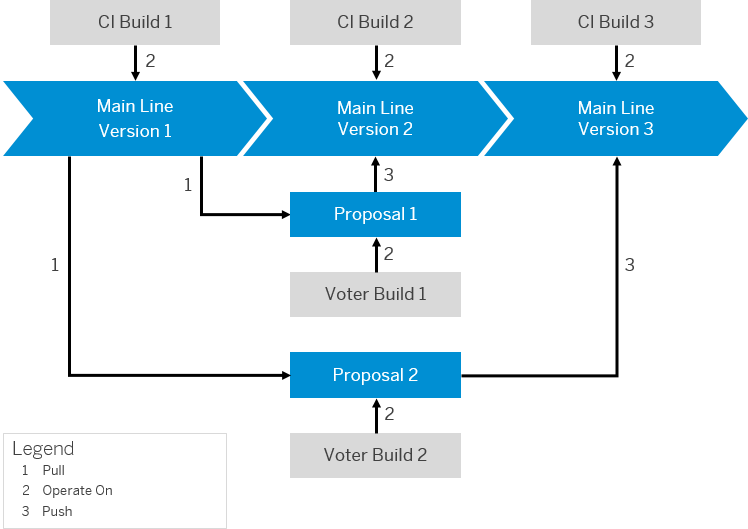 CI Build 1
CI Build 2
CI Build 3
2
2
2
Main Line
Version 1
Main Line
Version 2
Main Line
Version 3
1
3
Proposal 1
2
1
3
Voter Build 1
Proposal 2
2
Voter Build 2
Legend
1 Pull
2 Operate On
3 Push